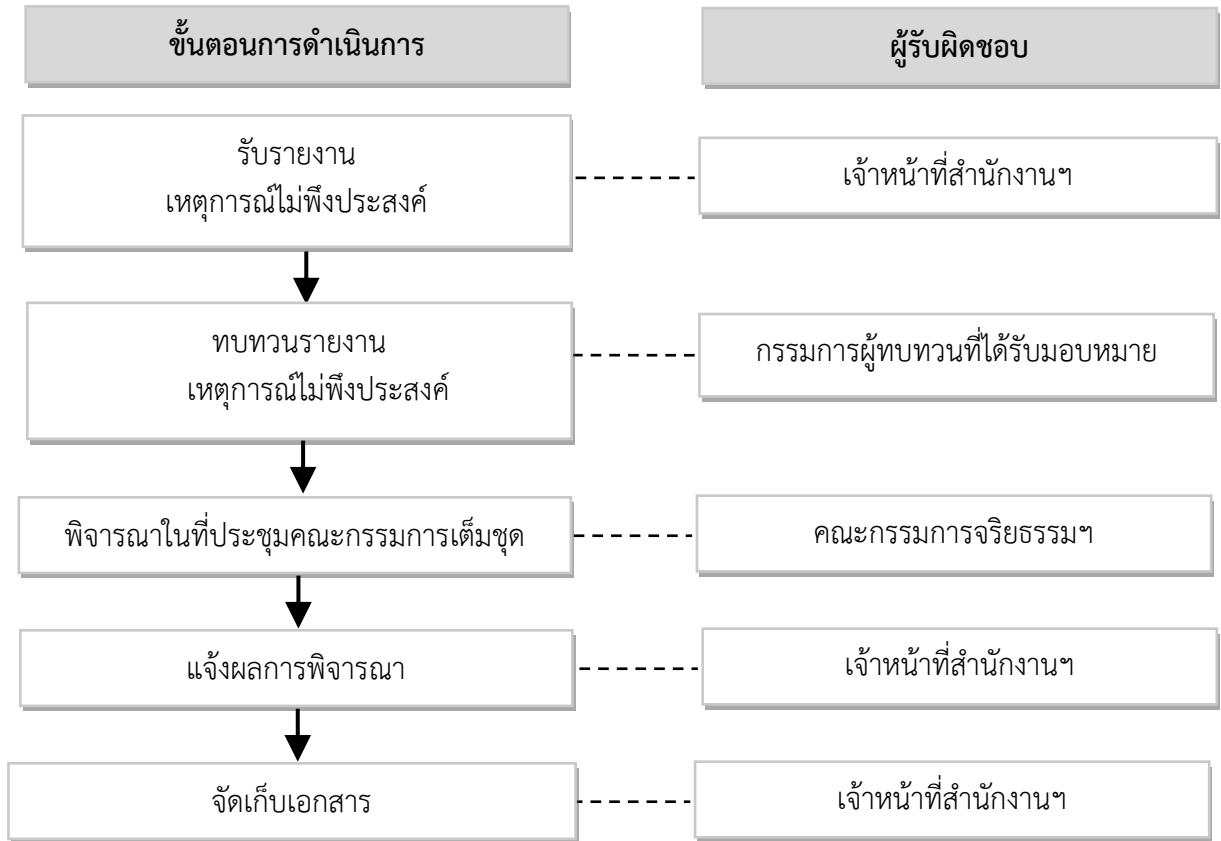 ขั้นตอนการดำเนินการ
ผู้รับผิดชอบ
รับรายงาน
เหตุการณ์ไม่พึงประสงค์
เจ้าหน้าที่สำนักงานฯ
ทบทวนรายงาน
เหตุการณ์ไม่พึงประสงค์
กรรมการผู้ทบทวนที่ได้รับมอบหมาย
พิจารณาในที่ประชุมคณะกรรมการเต็มชุด
คณะกรรมการจริยธรรมฯ
แจ้งผลการพิจารณา
เจ้าหน้าที่สำนักงานฯ
จัดเก็บเอกสาร
เจ้าหน้าที่สำนักงานฯ